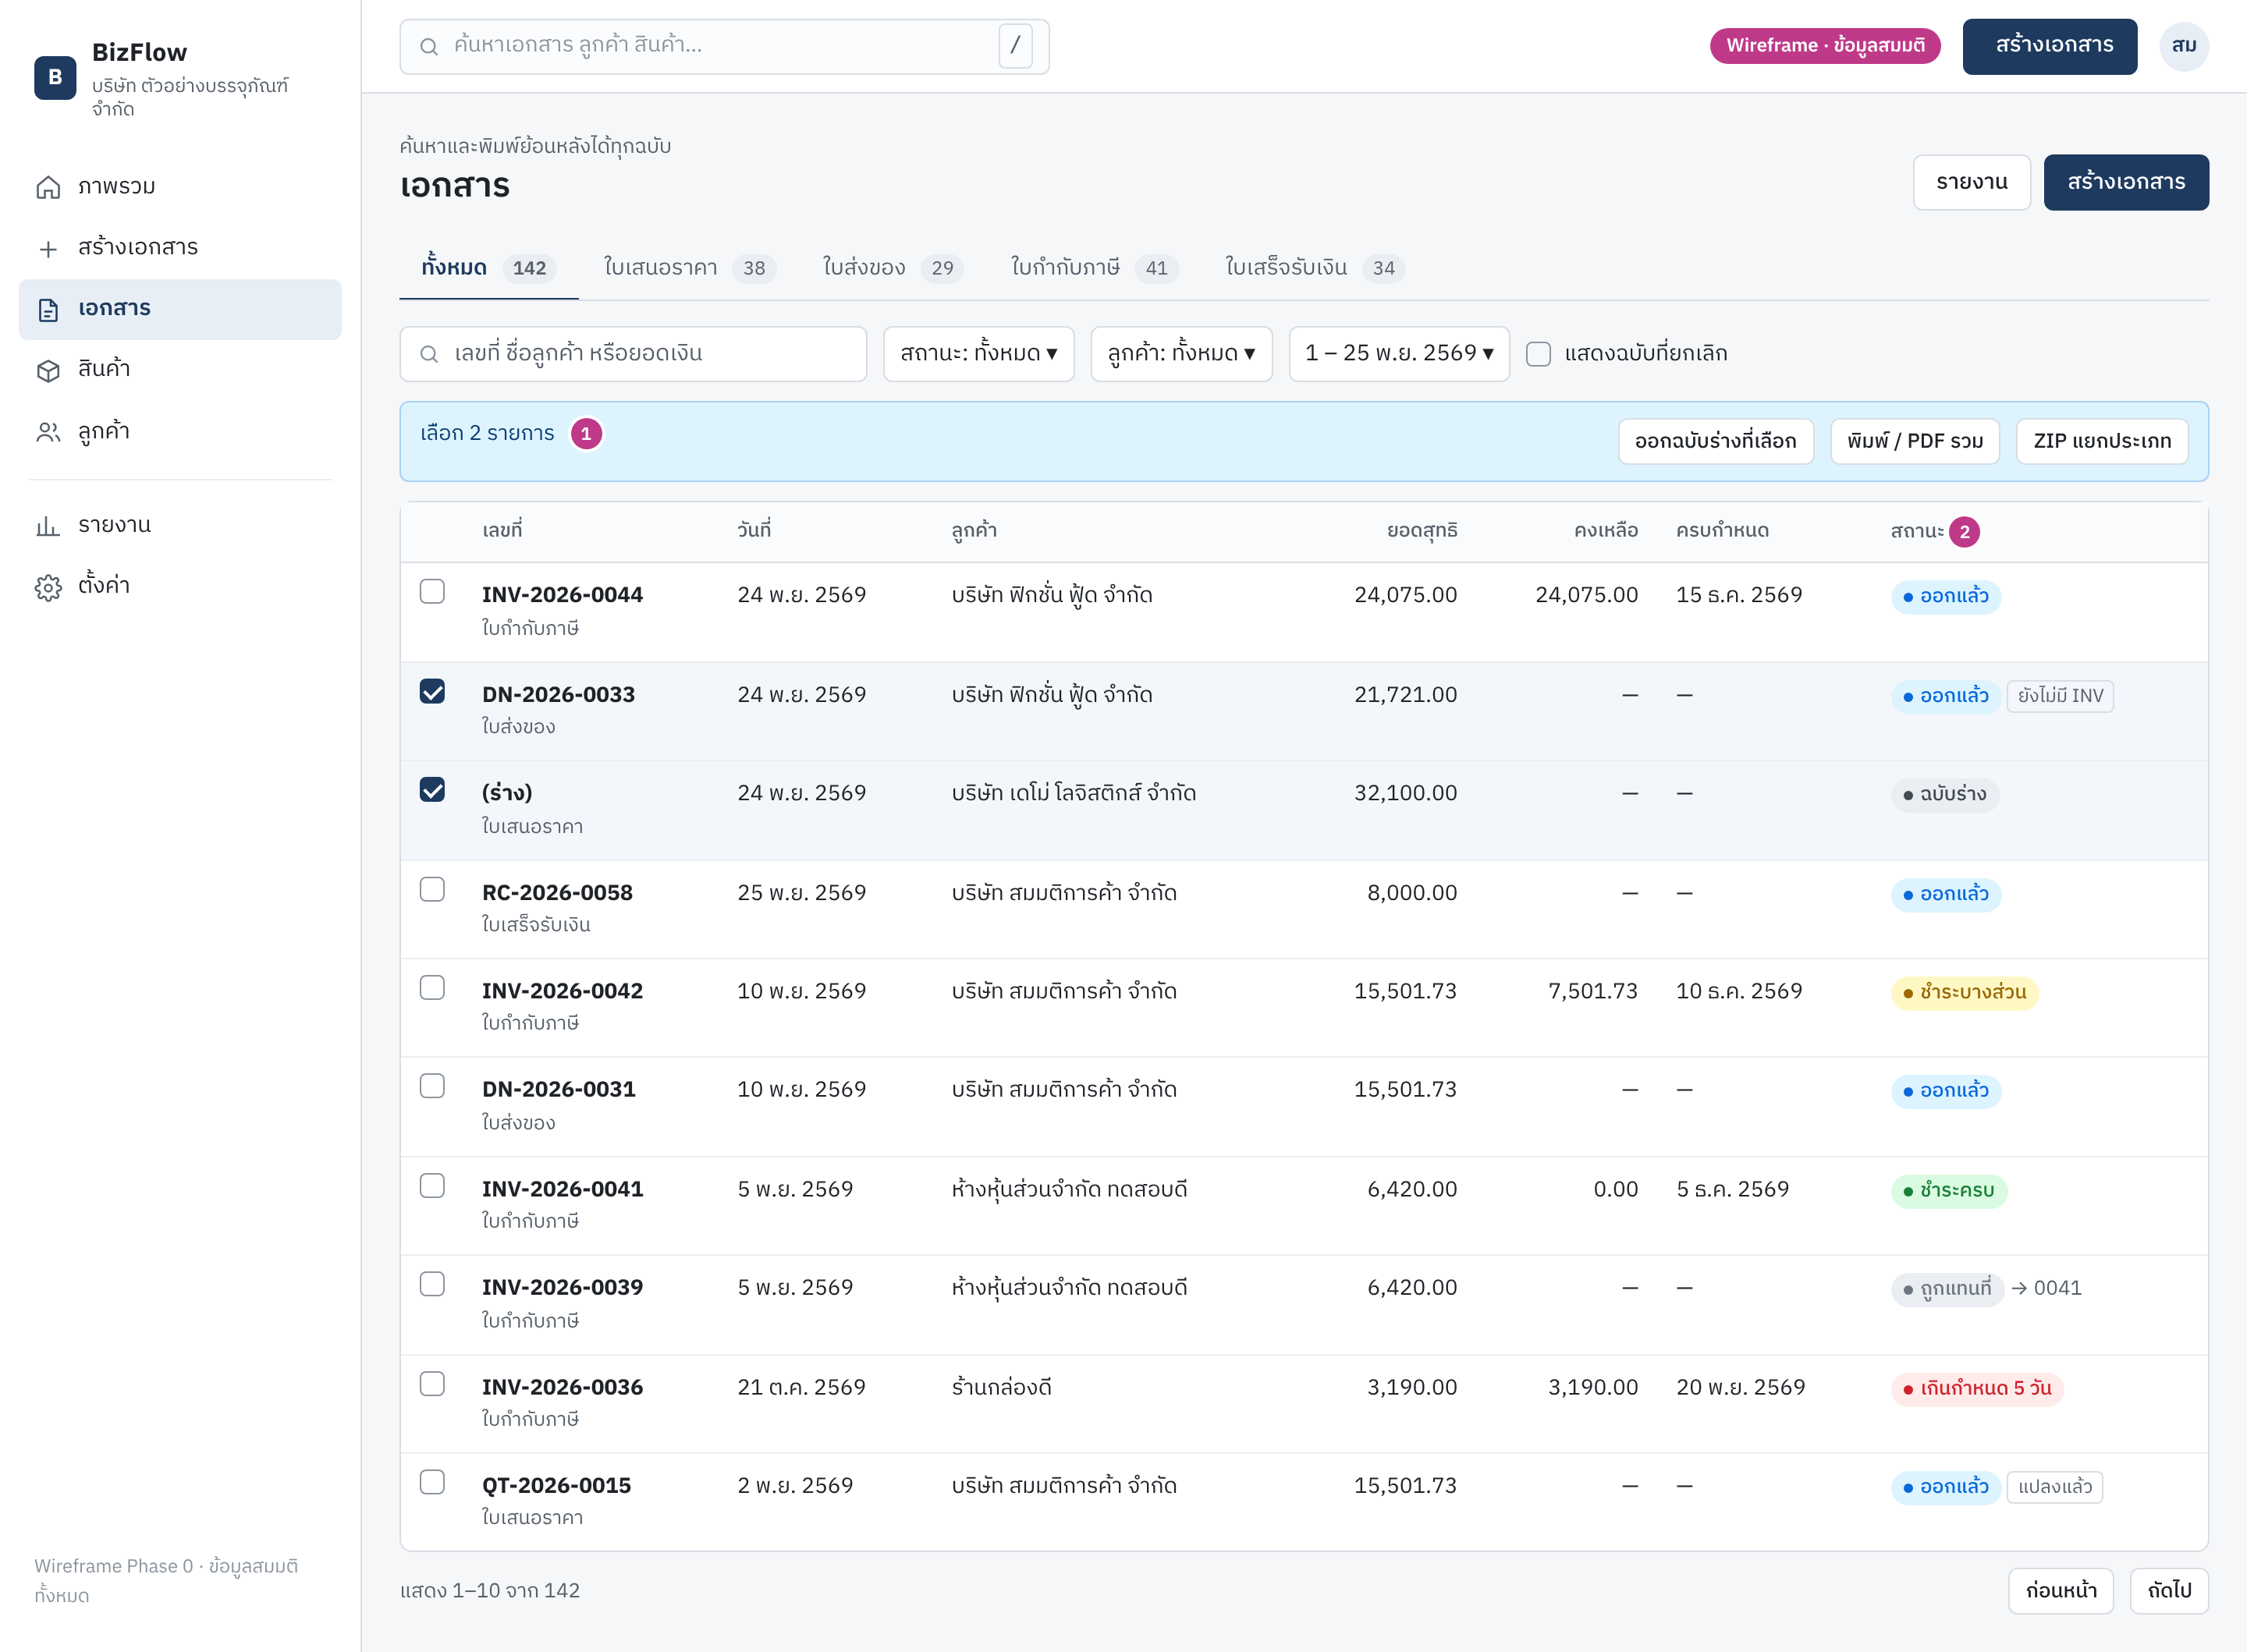 B
BizFlow
บริษัท ตัวอย่างบรรจุภัณฑ์
จำกัด
ภาพรวม
สร้างเอกสาร
เอกสาร
สินค้า
ลูกค้า
รายงาน
ตั้งค่า
Wireframe Phase 0 · ข้อมูลสมมติ
ทั้งหมด
ค้นหาเอกสาร ลูกค้า สินค้า... /
Wireframe · ข้อมูลสมมติ
สร้างเอกสาร
สม
ค้นหาและพิมพ์ย้อนหลังได้ทุกฉบับ
เอกสาร
รายงาน
สร้างเอกสาร
ทั้งหมด 142 ใบเสนอราคา 38 ใบส่งของ 29 ใบกำกับภาษี 41 ใบเสร็จรับเงิน 34
เลขที่ ชื่อลูกค้า หรือยอดเงิน สถานะ: ทั้งหมด ▾ ลูกค้า: ทั้งหมด ▾ 1 – 25 พ.ย. 2569 ▾ แสดงฉบับที่ยกเลิก
เลือก 2 รายการ 1 ออกฉบับร่างที่เลือก พิมพ์ / PDF รวม ZIP แยกประเภท
เลขที่ วันที่ ลูกค้า ยอดสุทธิ คงเหลือ ครบกำหนด สถานะ 2
INV-2026-0044 24 พ.ย. 2569 บริษัท ฟิกชั่น ฟู้ด จำกัด 24,075.00 24,075.00 15 ธ.ค. 2569 ออกแล้ว
ใบกำกับภาษี
DN-2026-0033 24 พ.ย. 2569 บริษัท ฟิกชั่น ฟู้ด จำกัด 21,721.00 — — ออกแล้ว ยังไม่มี INV
ใบส่งของ
(ร่าง) 24 พ.ย. 2569 บริษัท เดโม่ โลจิสติกส์ จำกัด 32,100.00 — — ฉบับร่าง
ใบเสนอราคา
RC-2026-0058 25 พ.ย. 2569 บริษัท สมมติการค้า จำกัด 8,000.00 — — ออกแล้ว
ใบเสร็จรับเงิน
INV-2026-0042 10 พ.ย. 2569 บริษัท สมมติการค้า จำกัด 15,501.73 7,501.73 10 ธ.ค. 2569 ชำระบางส่วน
ใบกำกับภาษี
DN-2026-0031 10 พ.ย. 2569 บริษัท สมมติการค้า จำกัด 15,501.73 — — ออกแล้ว
ใบส่งของ
INV-2026-0041 5 พ.ย. 2569 ห้างหุ้นส่วนจำกัด ทดสอบดี 6,420.00 0.00 5 ธ.ค. 2569 ชำระครบ
ใบกำกับภาษี
INV-2026-0039 5 พ.ย. 2569 ห้างหุ้นส่วนจำกัด ทดสอบดี 6,420.00 — — ถูกแทนที่ → 0041
ใบกำกับภาษี
INV-2026-0036 21 ต.ค. 2569 ร้านกล่องดี 3,190.00 3,190.00 20 พ.ย. 2569 เกินกำหนด 5 วัน
ใบกำกับภาษี
QT-2026-0015 2 พ.ย. 2569 บริษัท สมมติการค้า จำกัด 15,501.73 — — ออกแล้ว แปลงแล้ว
ใบเสนอราคา
แสดง 1–10 จาก 142 ก่อนหน้า ถัดไป